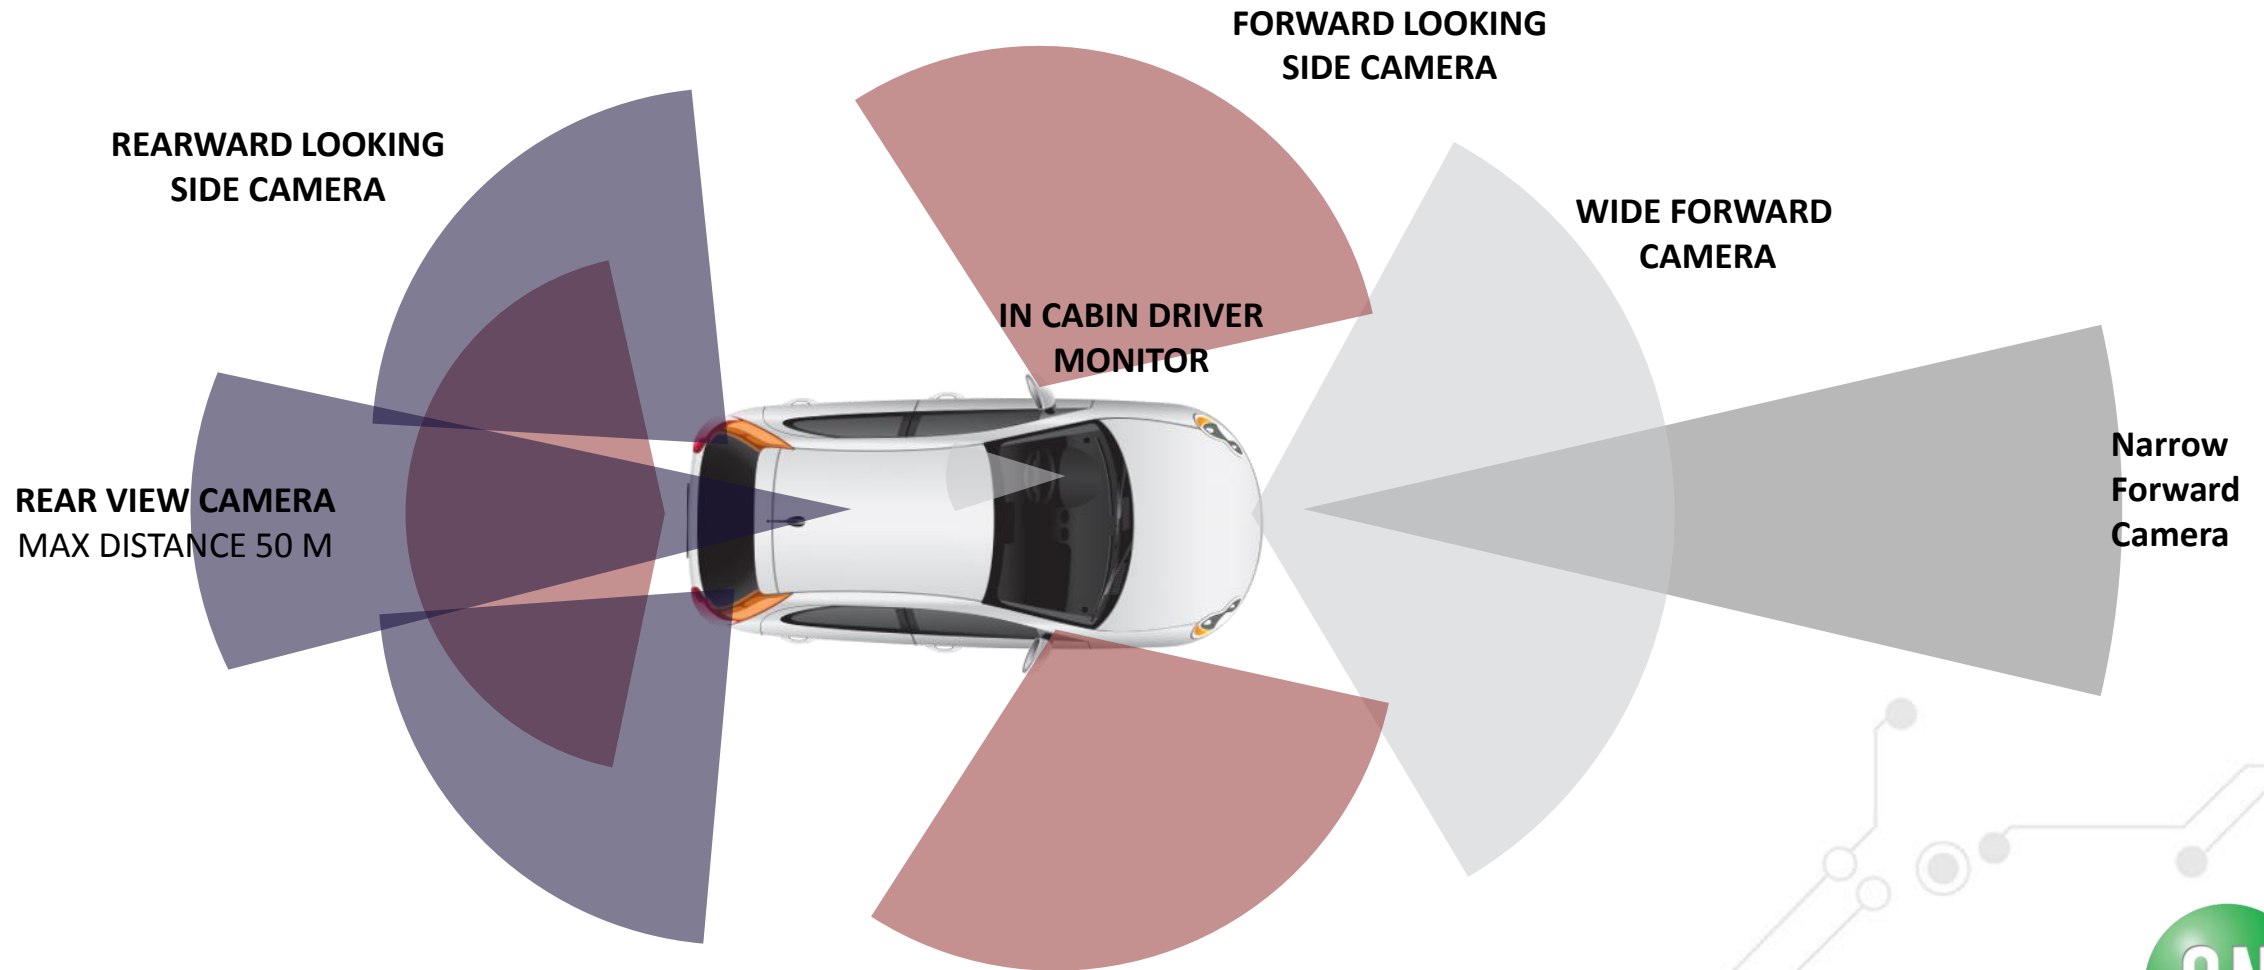 FORWARD LOOKING
SIDE CAMERA
REARWARD LOOKING
SIDE CAMERA
WIDE FORWARD
CAMERA
IN CABIN DRIVER
MONITOR
Narrow
Forward
Camera
REAR VIEW CAMERA
MAX DISTANCE 50 M